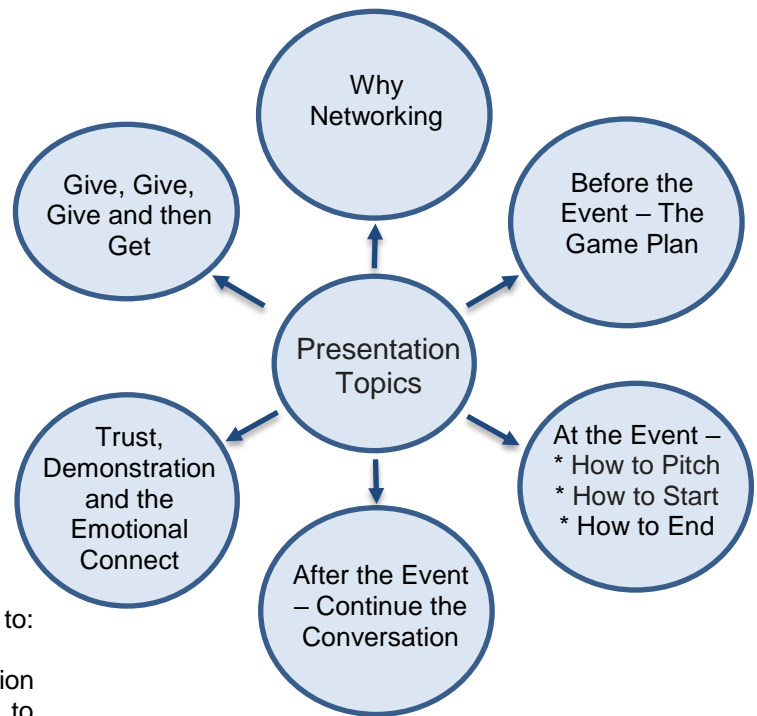 Why
Networking
Before the
Event – The
Game Plan
Give, Give,
Give and then
Get
Presentation
Topics
At the Event –
* How to Pitch
* How to Start
* How to End
Trust,
Demonstration
and the
Emotional
Connect
After the Event
– Continue the
Conversation
to:
to